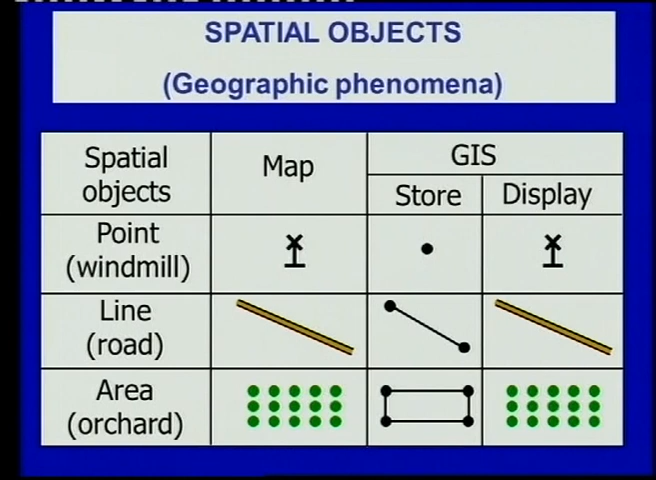 SPATIAL OBJECTS
(Geographic phenomena)
Spatial objects
Map
GIS
Store
Display
Point
(windmill)
Line
(road)
Area
(orchard)